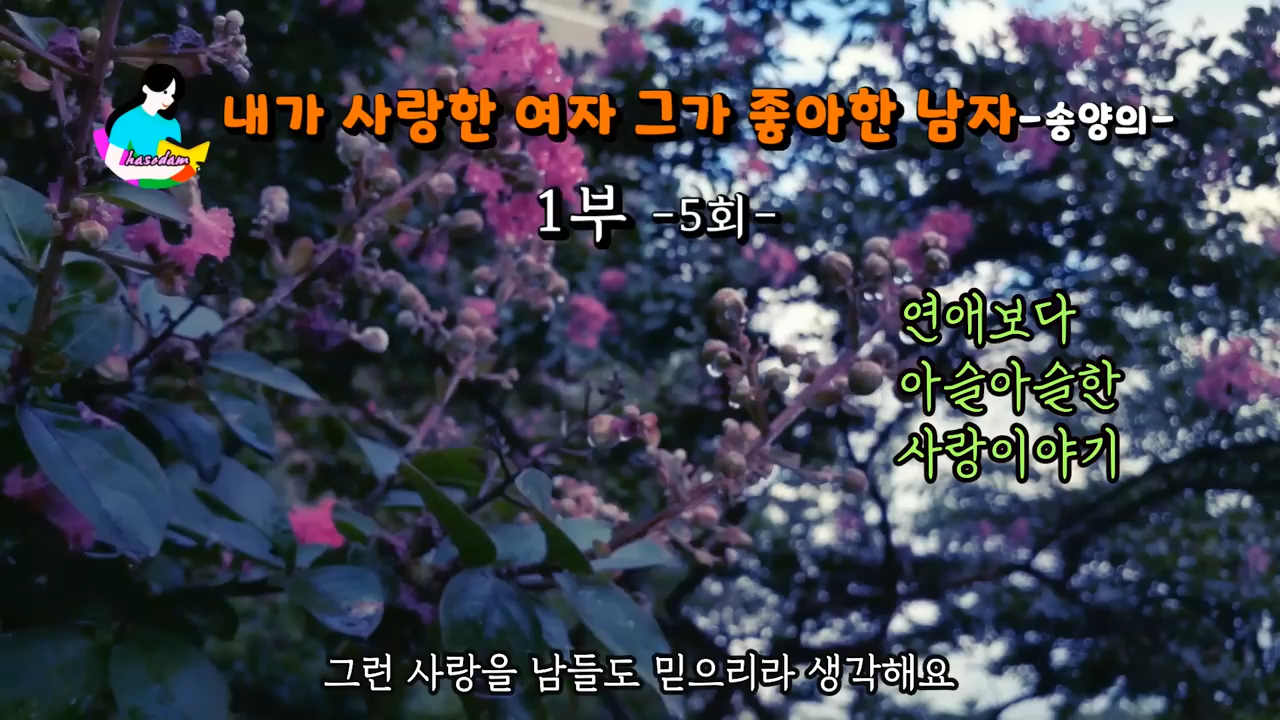 내가 사랑한 여자 그가 좋아한 남자-송양의-
hasodam
1부 -5회-
연애보다
아슬아슬한
사랑이야기
그런 사랑을 남들도 믿으리라 생각해요